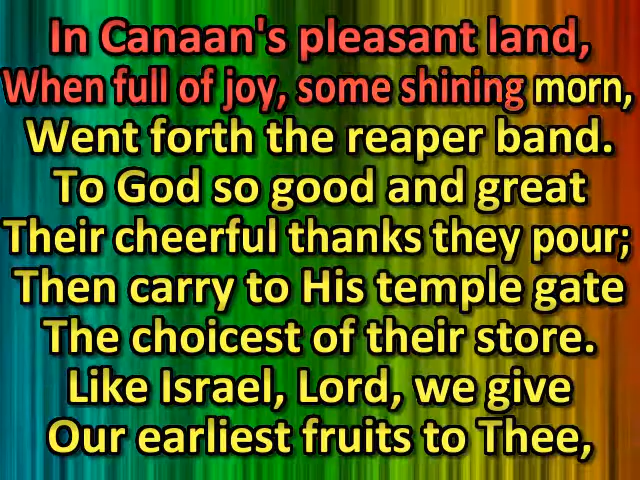 In Canaan's pleasant land,
When full of joy, some shining morn,
Went forth the reaper band.
To God so good and great
Their cheerful thanks they pour;
Then carry to His temple gate
The choicest of their store.
Like Israel, Lord, we give
Our earliest fruits to Thee,